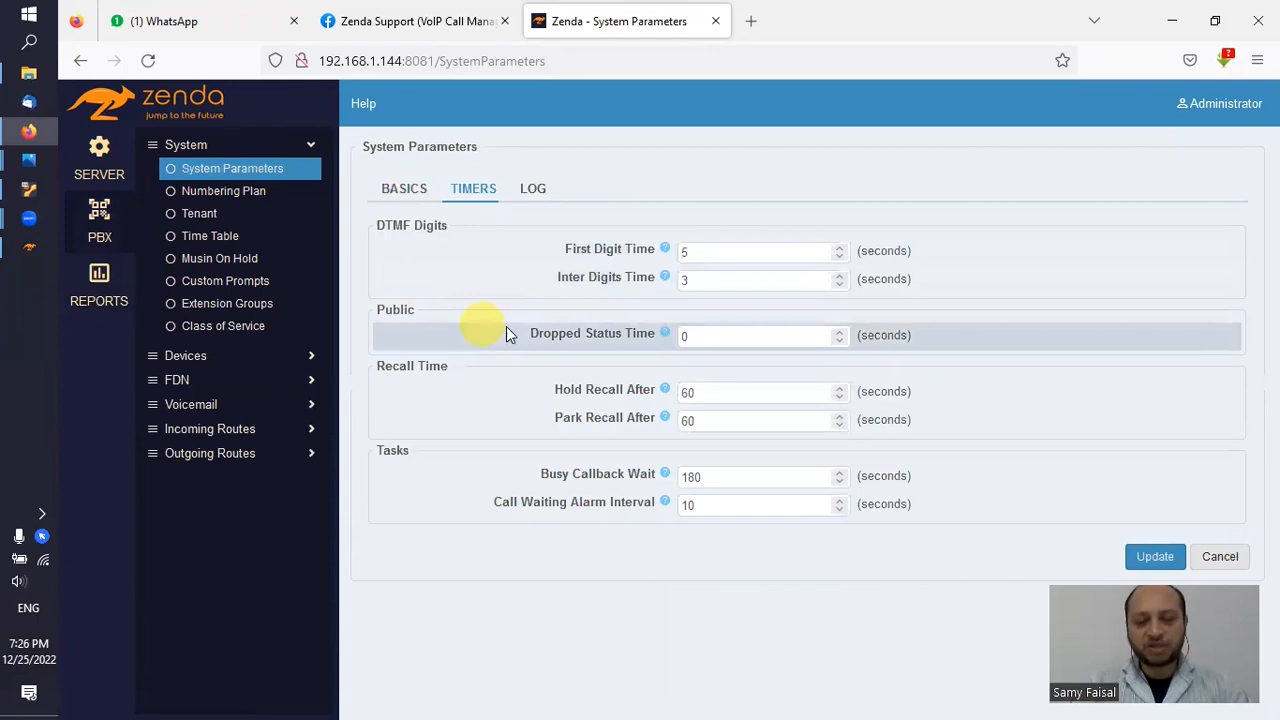 (1) WhatsApp
Zenda Support (VoIP Call Mana
Zenda - System Parameters
192.168.1.144:8081/SystemParameters
zenda
jump to the future
Help
Administrator
SERVER
PBX
REPORTS
System
System Parameters
Numbering Plan
Tenant
Time Table
Musin On Hold
Custom Prompts
Extension Groups
Class of Service
Devices
FDN
Voicemail
Incoming Routes
Outgoing Routes
System Parameters
BASICS TIMERS LOG
DTMF Digits
First Digit Time ? 5 (seconds)
Inter Digits Time ? 3 (seconds)
Public
Dropped Status Time ? 0 (seconds)
Recall Time
Hold Recall After ? 60 (seconds)
Park Recall After ? 60 (seconds)
Tasks
Busy Callback Wait ? 180 (seconds)
Call Waiting Alarm Interval ? 10 (seconds)
Update Cancel
Samy Faisal
ENG
7:26 PM
12/25/2022